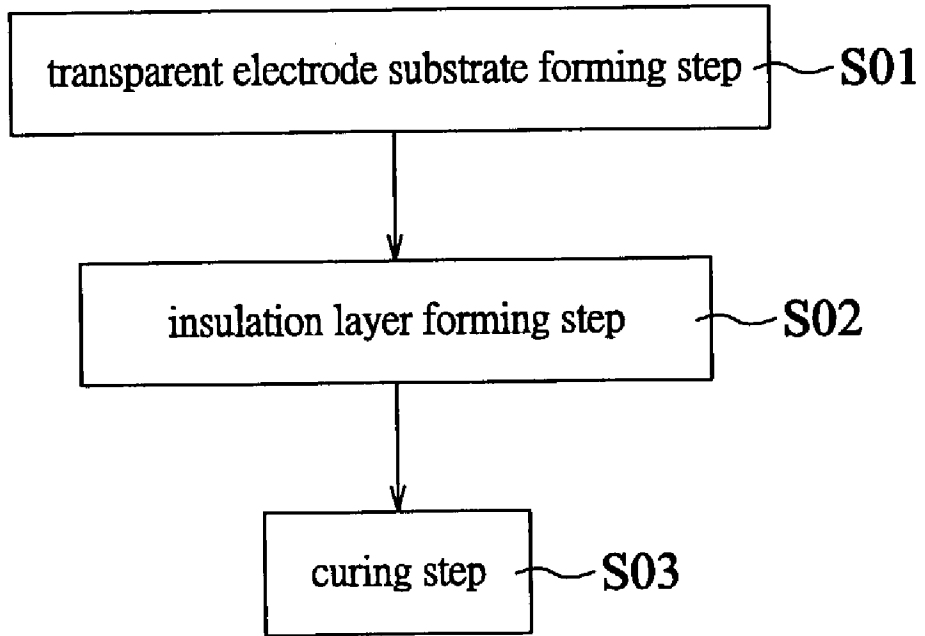 transparent electrode substrate forming step S01
insulation layer forming step S02
curing step S03